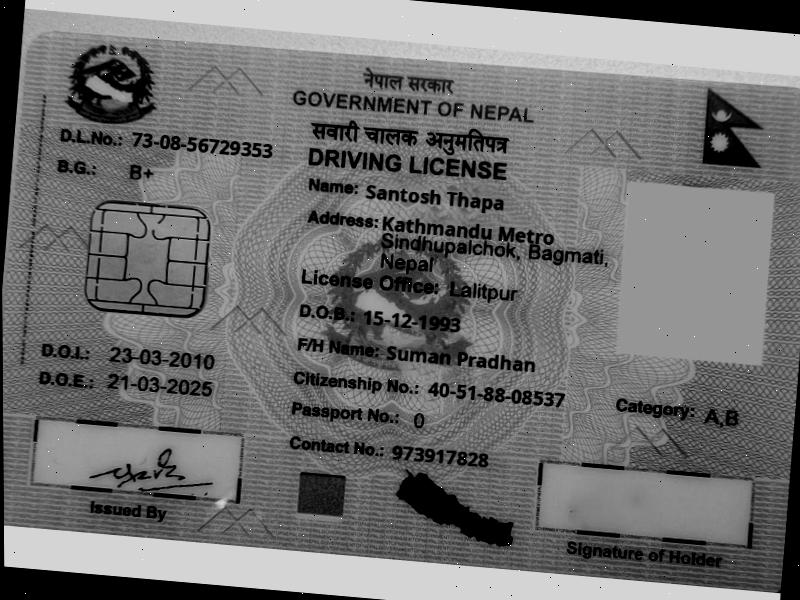 नेपाल सरकार
GOVERNMENT OF NEPAL
सवारी चालक अनुमतिपत्र
DRIVING LICENSE
D.L.No.: 73-08-56729353
B.G.: B+
Name: Santosh Thapa
Address: Kathmandu Metro
Sindhupalchok, Bagmati,
Nepal
License Office: Lalitpur
D.O.B.: 15-12-1993
F/H Name: Suman Pradhan
D.O.I.: 23-03-2010
D.O.E.: 21-03-2025
Citizenship No.: 40-51-88-08537
Passport No.: 0
Contact No.: 973917828
Category: A,B
Issued By
Signature of Holder